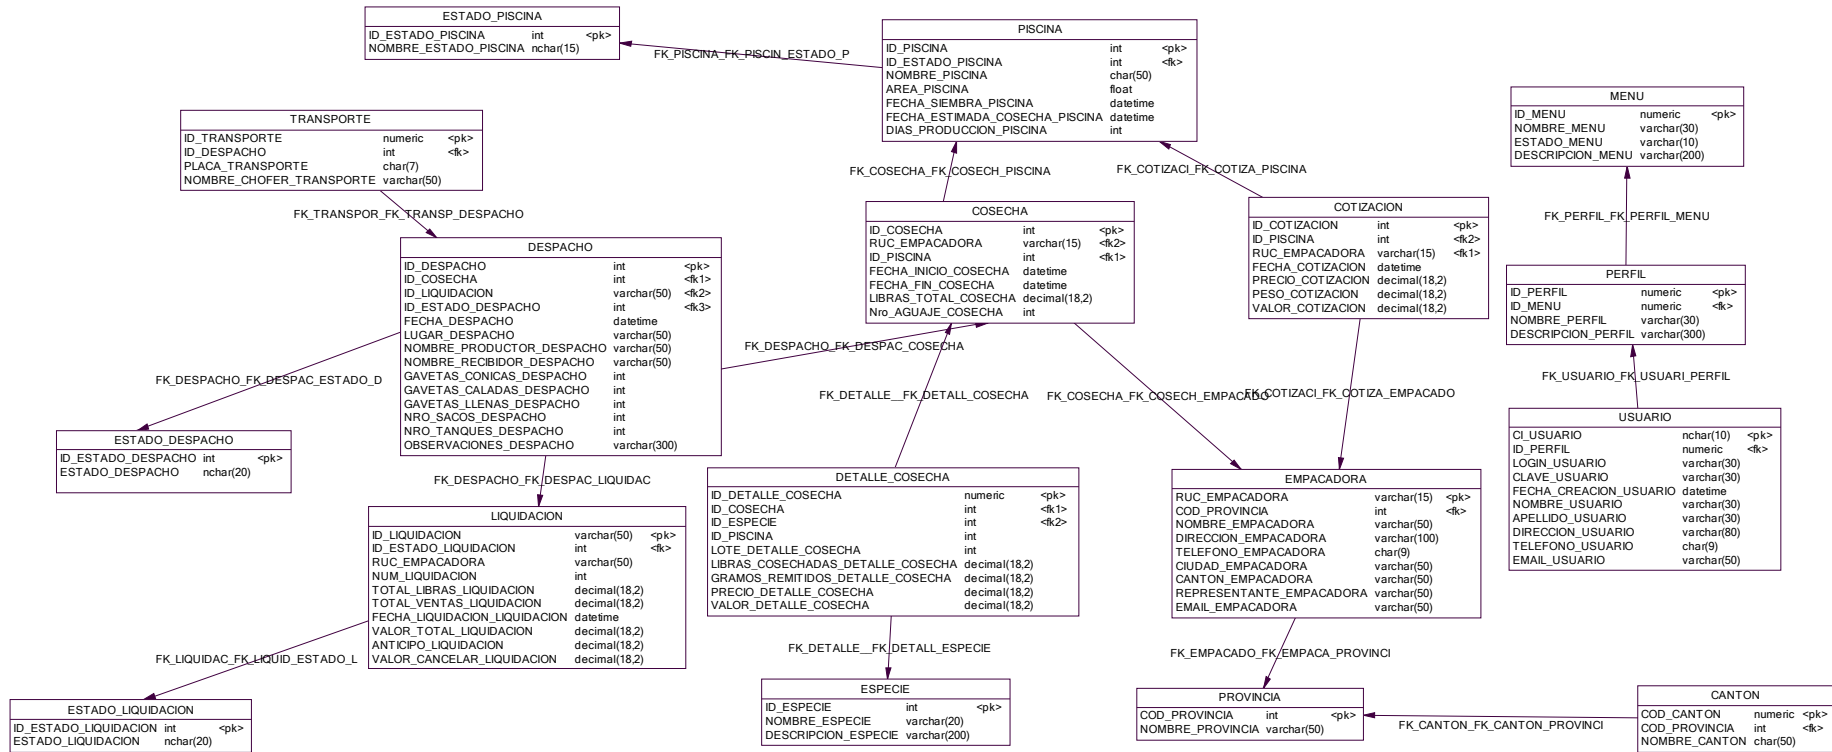 ESTADO_PISCINA
ID_ESTADO_PISCINA int <pk>
NOMBRE_ESTADO_PISCINA nchar(15)
FK_PISCINA_FK_PISCIN_ESTADO_P
PISCINA
ID_PISCINA int <pk>
ID_ESTADO_PISCINA int <fk>
NOMBRE_PISCINA char(50)
AREA_PISCINA float
FECHA_SIEMBRA_PISCINA datetime
FECHA_ESTIMADA_COSECHA_PISCINA datetime
DIAS_PRODUCCION_PISCINA int
MENU
ID_MENU numeric <pk>
NOMBRE_MENU varchar(30)
ESTADO_MENU varchar(10)
DESCRIPCION_MENU varchar(200)
TRANSPORTE
ID_TRANSPORTE numeric <pk>
ID_DESPACHO int <fk>
PLACA_TRANSPORTE char(7)
NOMBRE_CHOFER_TRANSPORTE varchar(50)
FK_TRANSPOR_FK_TRANSP_DESPACHO
FK_COSECHA_FK_COSECH_PISCINA
FK_COTIZACI_FK_COTIZA_PISCINA
FK_PERFIL_FK_PERFIL_MENU
DESPACHO
ID_DESPACHO int <pk>
ID_COSECHA int <fk1>
ID_LIQUIDACION varchar(50) <fk2>
ID_ESTADO_DESPACHO int <fk3>
FECHA_DESPACHO datetime
LUGAR_DESPACHO varchar(50)
NOMBRE_PRODUCTOR_DESPACHO varchar(50)
NOMBRE_RECIBIDOR_DESPACHO varchar(50)
GAVETAS_CONICAS_DESPACHO int
GAVETAS_CALADAS_DESPACHO int
GAVETAS_LLENAS_DESPACHO int
NRO_SACOS_DESPACHO int
NRO_TANQUES_DESPACHO int
OBSERVACIONES_DESPACHO varchar(300)
COSECHA
ID_COSECHA int <pk>
RUC_EMPACADORA varchar(15) <fk2>
ID_PISCINA int <fk1>
FECHA_INICIO_COSECHA datetime
FECHA_FIN_COSECHA datetime
LIBRAS_TOTAL_COSECHA decimal(18,2)
Nro_AGUAJE_COSECHA int
COTIZACION
ID_COTIZACION int <pk>
ID_PISCINA int <fk2>
RUC_EMPACADORA varchar(15) <fk1>
FECHA_COTIZACION datetime
PRECIO_COTIZACION decimal(18,2)
PESO_COTIZACION decimal(18,2)
VALOR_COTIZACION decimal(18,2)
PERFIL
ID_PERFIL numeric <pk>
ID_MENU numeric <fk>
NOMBRE_PERFIL varchar(30)
DESCRIPCION_PERFIL varchar(300)
FK_DESPACHO_FK_DESPAC_COSECHA
FK_DESPACHO_FK_DESPAC_ESTADO_D
FK_DETALLE__FK_DETALL_COSECHA
FK_COSECHA_FK_COSECH_EMPACADO
FK_COTIZACI_FK_COTIZA_EMPACADO
FK_USUARIO_FK_USUARI_PERFIL
ESTADO_DESPACHO
ID_ESTADO_DESPACHO int <pk>
ESTADO_DESPACHO nchar(20)
FK_DESPACHO_FK_DESPAC_LIQUIDAC
USUARIO
CI_USUARIO nchar(10) <pk>
ID_PERFIL numeric <fk>
LOGIN_USUARIO varchar(30)
CLAVE_USUARIO varchar(30)
FECHA_CREACION_USUARIO datetime
NOMBRE_USUARIO varchar(30)
APELLIDO_USUARIO varchar(30)
DIRECCION_USUARIO varchar(80)
TELEFONO_USUARIO char(9)
EMAIL_USUARIO varchar(50)
DETALLE_COSECHA
ID_DETALLE_COSECHA numeric <pk>
ID_COSECHA int <fk1>
ID_ESPECIE int <fk2>
ID_PISCINA int
LOTE_DETALLE_COSECHA int
LIBRAS_COSECHADAS_DETALLE_COSECHA decimal(18,2)
GRAMOS_REMITIDOS_DETALLE_COSECHA decimal(18,2)
PRECIO_DETALLE_COSECHA decimal(18,2)
VALOR_DETALLE_COSECHA decimal(18,2)
EMPACADORA
RUC_EMPACADORA varchar(15) <pk>
COD_PROVINCIA int <fk>
NOMBRE_EMPACADORA varchar(50)
DIRECCION_EMPACADORA varchar(100)
TELEFONO_EMPACADORA char(9)
CIUDAD_EMPACADORA varchar(50)
CANTON_EMPACADORA varchar(50)
REPRESENTANTE_EMPACADORA varchar(50)
EMAIL_EMPACADORA varchar(50)
LIQUIDACION
ID_LIQUIDACION varchar(50) <pk>
ID_ESTADO_LIQUIDACION int <fk>
RUC_EMPACADORA varchar(50)
NUM_LIQUIDACION int
TOTAL_LIBRAS_LIQUIDACION decimal(18,2)
TOTAL_VENTAS_LIQUIDACION decimal(18,2)
FECHA_LIQUIDACION_LIQUIDACION datetime
VALOR_TOTAL_LIQUIDACION decimal(18,2)
ANTICIPO_LIQUIDACION decimal(18,2)
VALOR_CANCELAR_LIQUIDACION decimal(18,2)
FK_LIQUIDAC_FK_LIQUID_ESTADO_L
FK_DETALLE__FK_DETALL_ESPECIE
FK_EMPACADO_FK_EMPACA_PROVINCI
ESTADO_LIQUIDACION
ID_ESTADO_LIQUIDACION int <pk>
ESTADO_LIQUIDACION nchar(20)
ESPECIE
ID_ESPECIE int <pk>
NOMBRE_ESPECIE varchar(20)
DESCRIPCION_ESPECIE varchar(200)
PROVINCIA
COD_PROVINCIA int <pk>
NOMBRE_PROVINCIA varchar(50)
FK_CANTON_FK_CANTON_PROVINCI
CANTON
COD_CANTON numeric <pk>
COD_PROVINCIA int <fk>
NOMBRE_CANTON char(50)